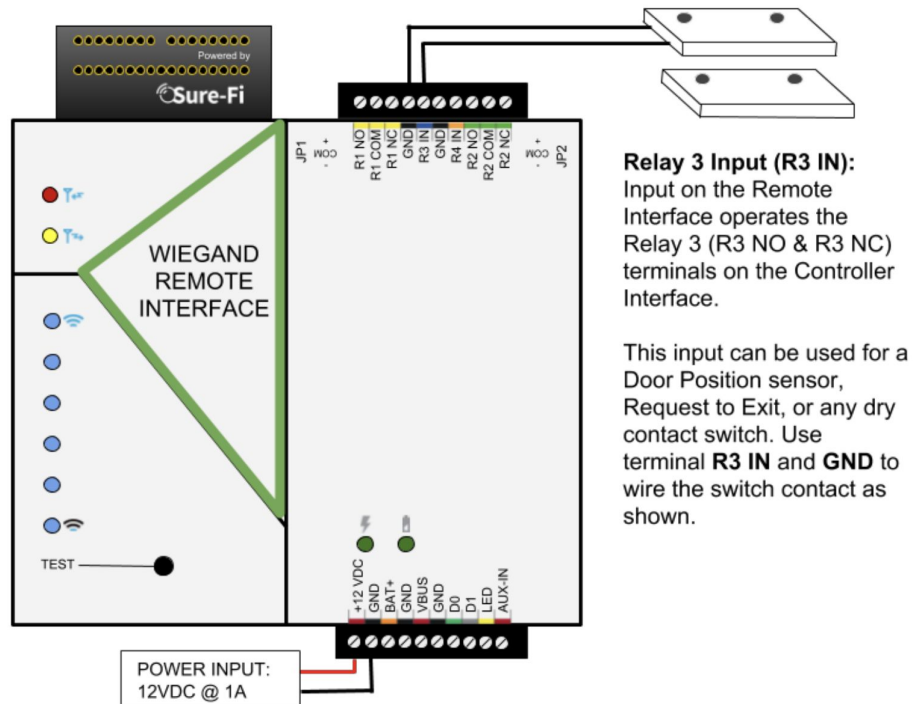 Powered by
Sure-Fi
JP1
+
COM
-
R1 NO
R1 COM
R1 NC
GND
R3 IN
GND
R4 IN
R2 NO
R2 COM
R2 NC
+
COM
-
JP2
WIEGAND
REMOTE
INTERFACE
TEST
+12 VDC
GND
BAT+
GND
VBUS
GND
D0
D1
LED
AUX-IN
POWER INPUT:
12VDC @ 1A
Relay 3 Input (R3 IN):
Input on the Remote
Interface operates the
Relay 3 (R3 NO & R3 NC)
terminals on the Controller
Interface.
This input can be used for a
Door Position sensor,
Request to Exit, or any dry
contact switch. Use
terminal R3 IN and GND to
wire the switch contact as
shown.